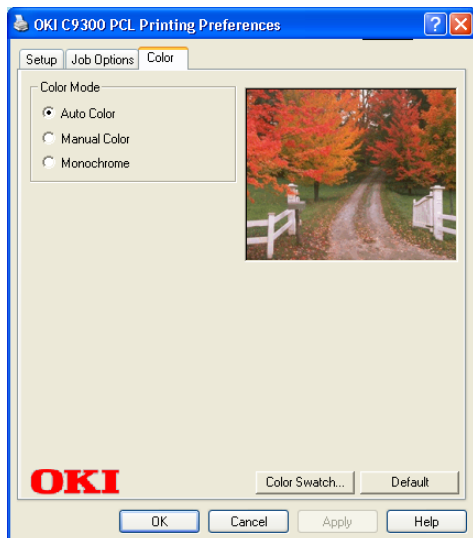 OKI C9300 PCL Printing Preferences
Setup Job Options Color
Color Mode
Auto Color
Manual Color
Monochrome
OKI
Color Swatch... Default
OK Cancel Apply Help